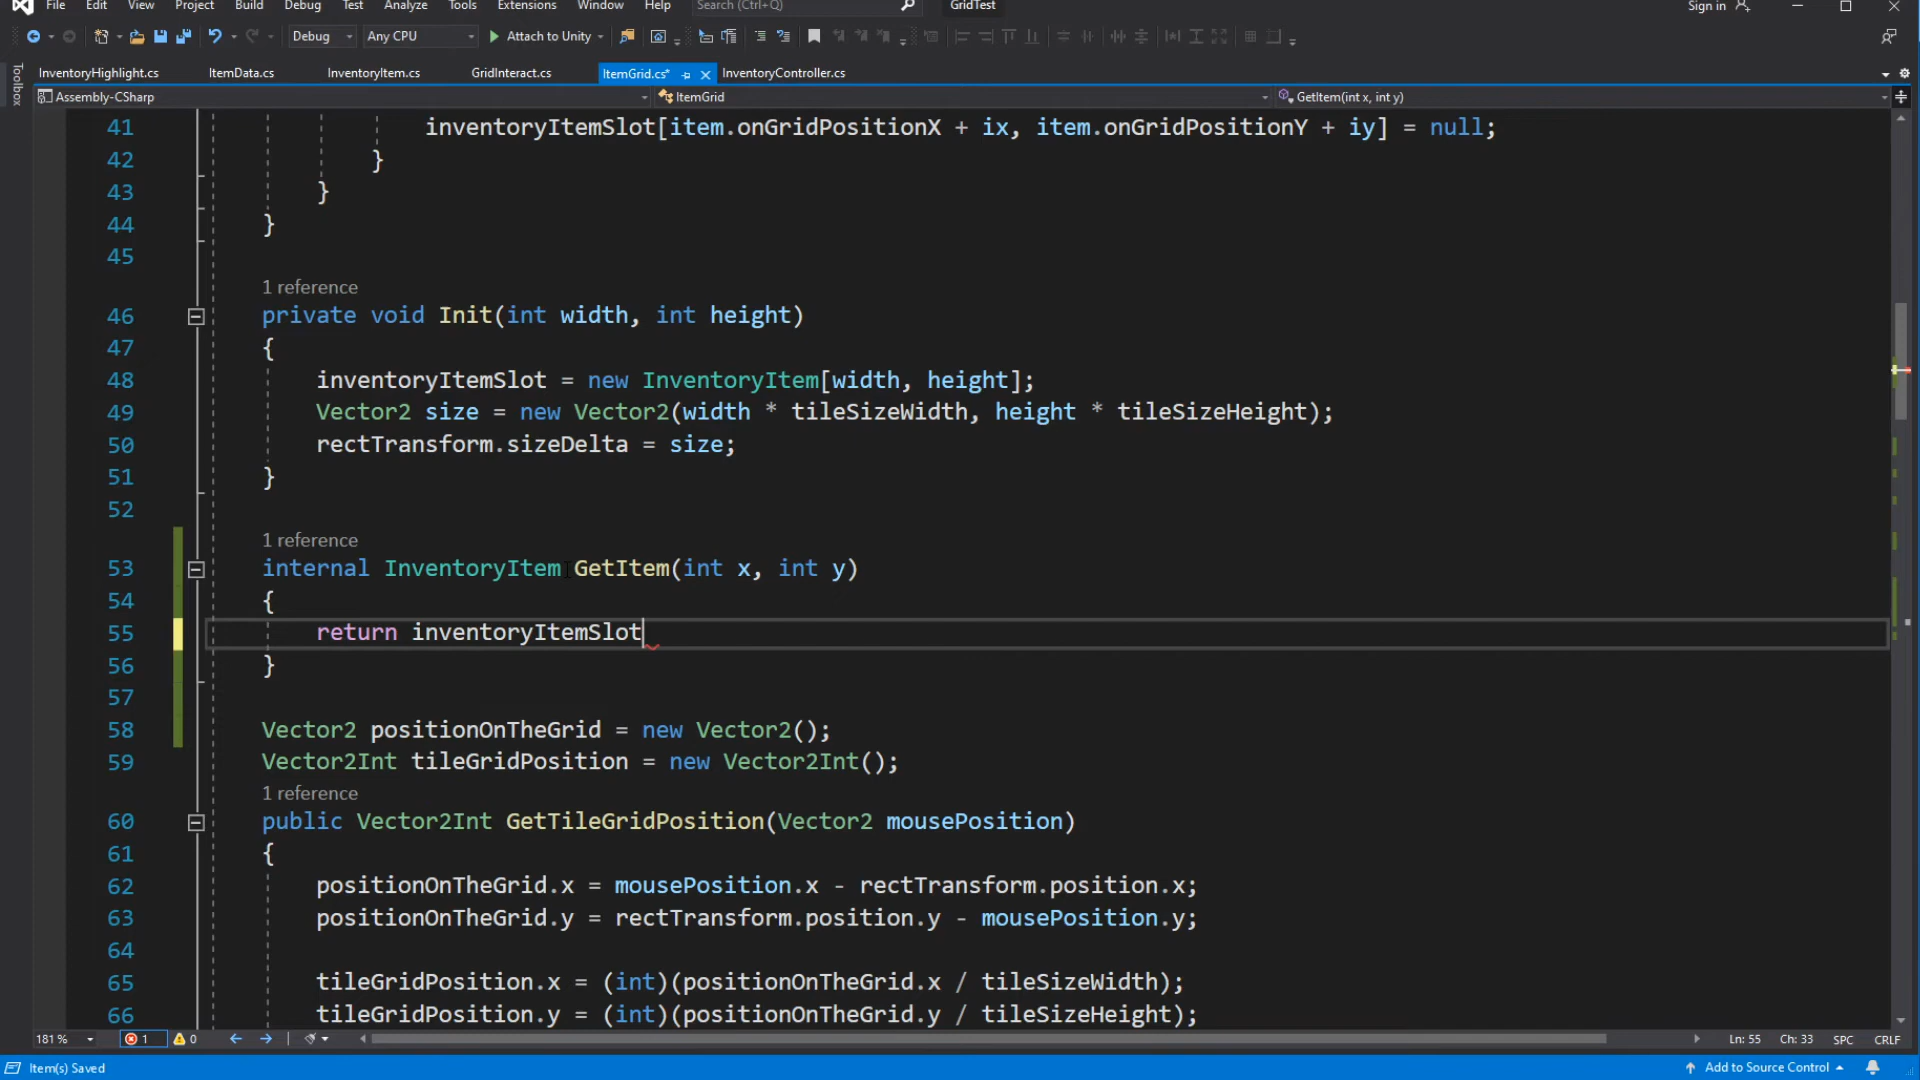 File Edit View Project Build Debug Test Analyze Tools Extensions Window Help Search (Ctrl+Q) GridTest Sign in
Debug Any CPU Attach to Unity
InventoryHighlight.cs ItemData.cs InventoryItem.cs GridInteract.cs ItemGrid.cs* InventoryController.cs
Toolbox
Assembly-CSharp ItemGrid GetItem(int x, int y)
41 inventoryItemSlot[item.onGridPositionX + ix, item.onGridPositionY + iy] = null;
42 }
43 }
44 }
45
1 reference
46 private void Init(int width, int height)
47 {
48 inventoryItemSlot = new InventoryItem[width, height];
49 Vector2 size = new Vector2(width * tileSizeWidth, height * tileSizeHeight);
50 rectTransform.sizeDelta = size;
51 }
52
1 reference
53 internal InventoryItem GetItem(int x, int y)
54 {
55 return inventoryItemSlot
56 }
57
58 Vector2 positionOnTheGrid = new Vector2();
59 Vector2Int tileGridPosition = new Vector2Int();
1 reference
60 public Vector2Int GetTileGridPosition(Vector2 mousePosition)
61 {
62 positionOnTheGrid.x = mousePosition.x - rectTransform.position.x;
63 positionOnTheGrid.y = rectTransform.position.y - mousePosition.y;
64
65 tileGridPosition.x = (int)(positionOnTheGrid.x / tileSizeWidth);
66 tileGridPosition.y = (int)(positionOnTheGrid.y / tileSizeHeight);
181 % 1 0 Ln: 55 Ch: 33 SPC CRLF
Item(s) Saved Add to Source Control